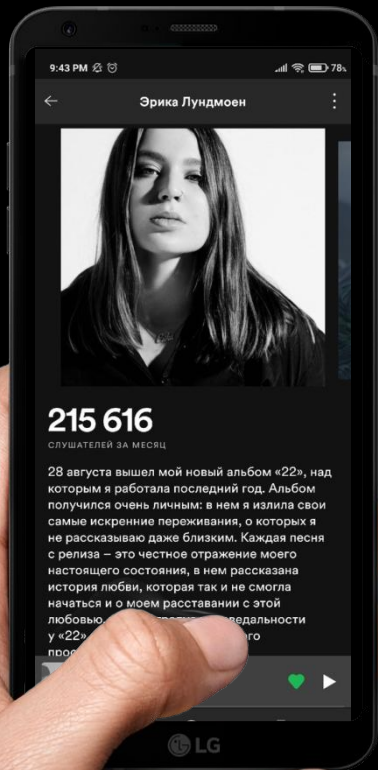 9:43 PM 78%
Эрика Лундмоен
215 616
СЛУШАТЕЛЕЙ ЗА МЕСЯЦ
28 августа вышел мой новый альбом «22», над
которым я работала последний год. Альбом
получился очень личным: в нем я излила свои
самые искренние переживания, о которых я
не рассказываю даже близким. Каждая песня
с релиза – это честное отражение моего
настоящего состояния, в нем рассказана
история любви, которая так и не смогла
начаться и о моем расставании с этой
любовью.
у «22»
LG